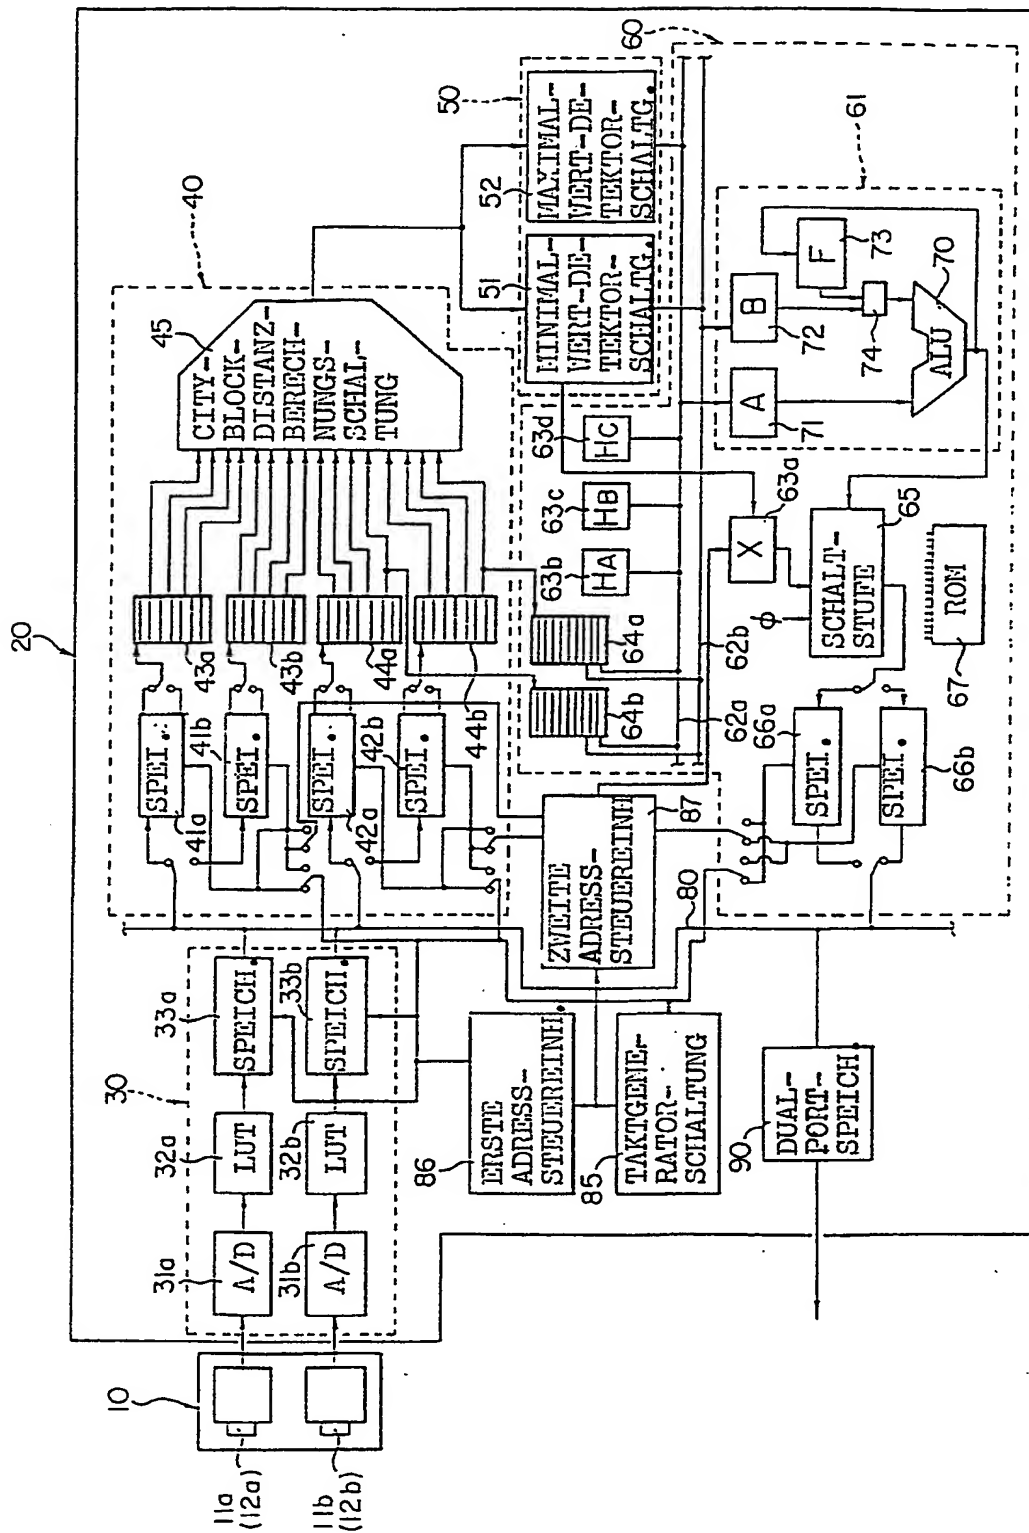 20
10
11a
(12a)
11b
(12b)
30
31a
A/D
31b
A/D
32a
LUT
32b
LUT
33a
SPEICH.
33b
SPEICH.
40
41a
SPEI.
41b
SPEI.
42a
SPEI.
42b
SPEI.
43a
43b
44a
44b
45
CITY-
BLOCK-
DISTANZ-
BERECH-
NUNGS-
SCHAL-
TUNG
50
51
MINIMAL-
WERT-DE-
TEKTOR-
SCHALTG.
52
MAXIMAL-
WERT-DE-
TEKTOR-
SCHALTG.
60
63b
HA
63c
HB
63d
HC
64a
64b
62a
62b
X
63a
61
A
71
B
72
F
73
74
ALU
70
Φ
SCHALT-
STUFE
65
ROM
67
66a
SPEI.
SPEI.
66b
80
ERSTE
ADRESS-
STEUEREINH.
86
TAKTGENE-
RATOR-
SCHALTUNG
85
ZWEITE
ADRESS-
STEUEREINH
87
DUAL-
PORT-
SPEICH.
90